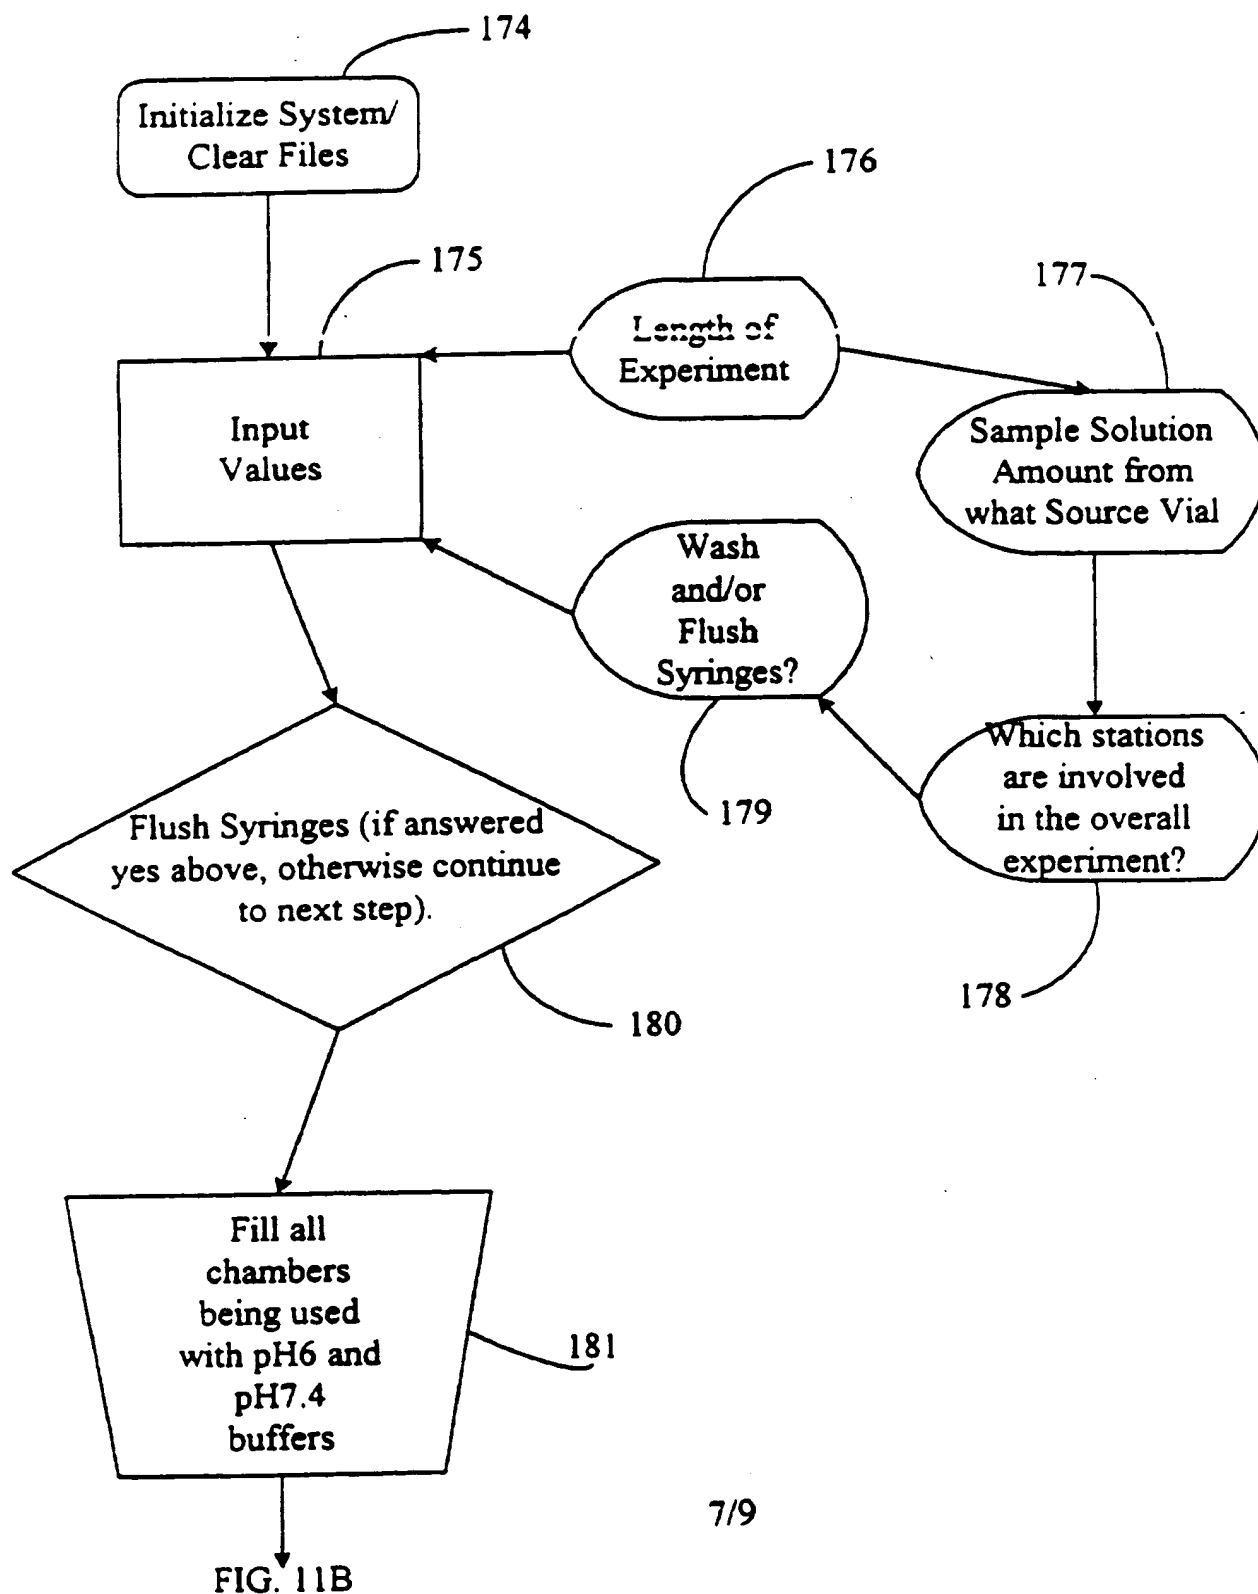 174
Initialize System/
Clear Files
176
175
177
Length of
Experiment
Input
Values
Sample Solution
Amount from
what Source Vial
Wash
and/or
Flush
Syringes?
Which stations
are involved
in the overall
experiment?
179
Flush Syringes (if answered
yes above, otherwise continue
to next step).
178
180
Fill all
chambers
being used
with pH6 and
pH7.4
buffers
181
7/9
FIG. 11B